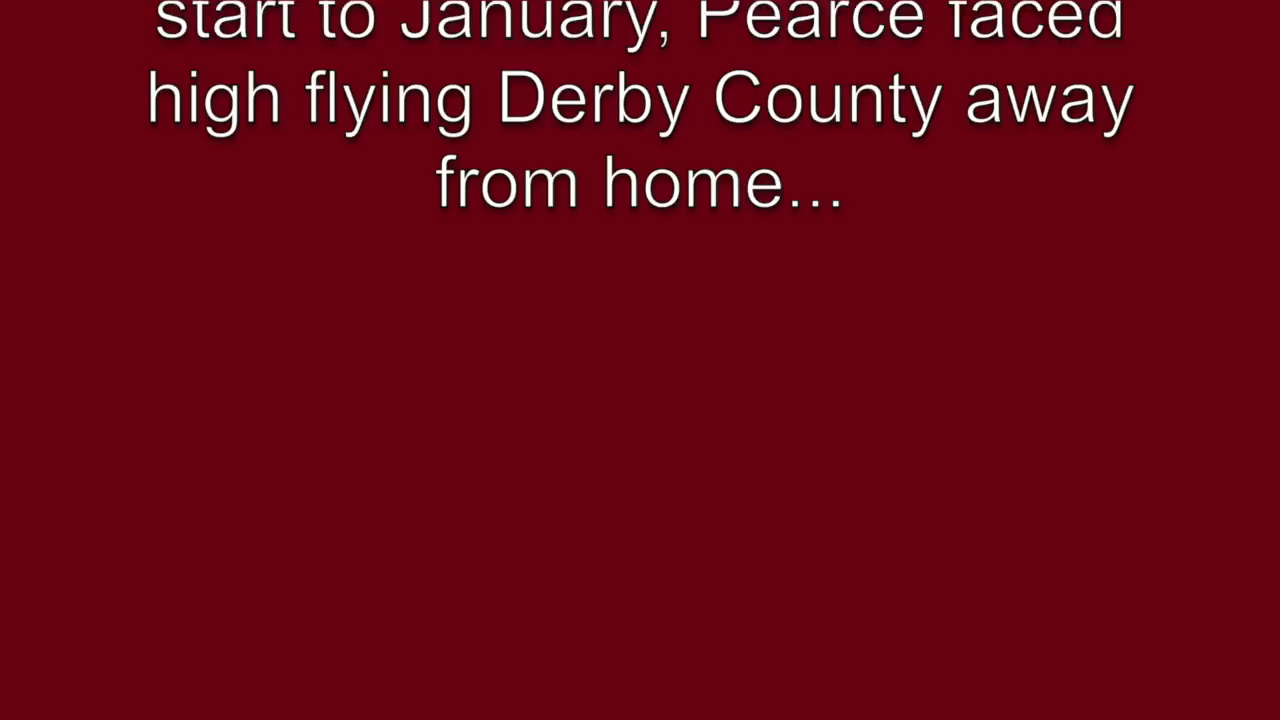 start to January, Pearce faced
high flying Derby County away
from home...